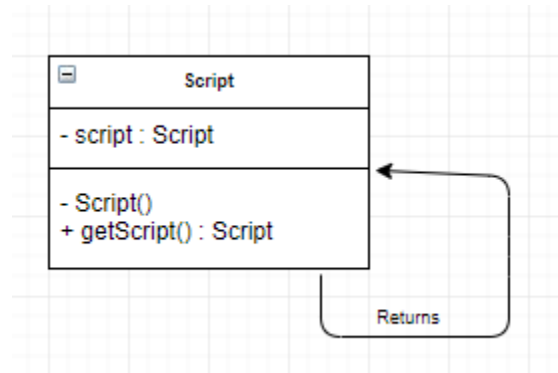 Script
- script : Script
- Script()
+ getScript() : Script
Returns